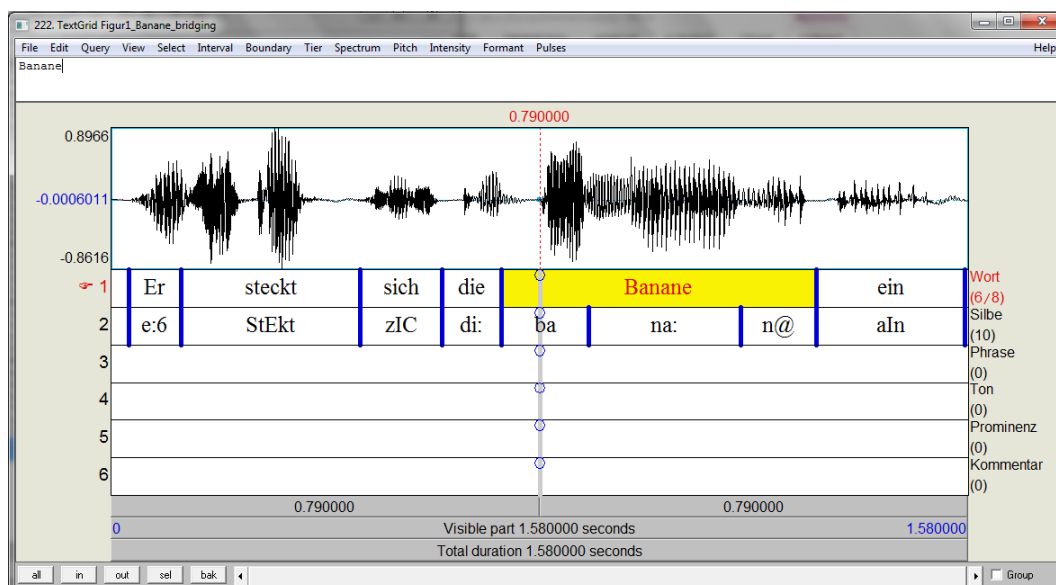 222. TextGrid Figur1_Banane_bridging
File Edit Query View Select Interval Boundary Tier Spectrum Pitch Intensity Formant Pulses Help
Banane
0.790000
0.8966
-0.0006011
-0.8616
1 Er steckt sich die Banane ein Wort
(6/8)
2 e:6 StEkt zIC di: ba na: n@ aIn Silbe
(10)
3 Phrase
(0)
4 Ton
(0)
5 Prominenz
(0)
6 Kommentar
(0)
0.790000 0.790000
0 Visible part 1.580000 seconds 1.580000
Total duration 1.580000 seconds
all in out sel bak Group